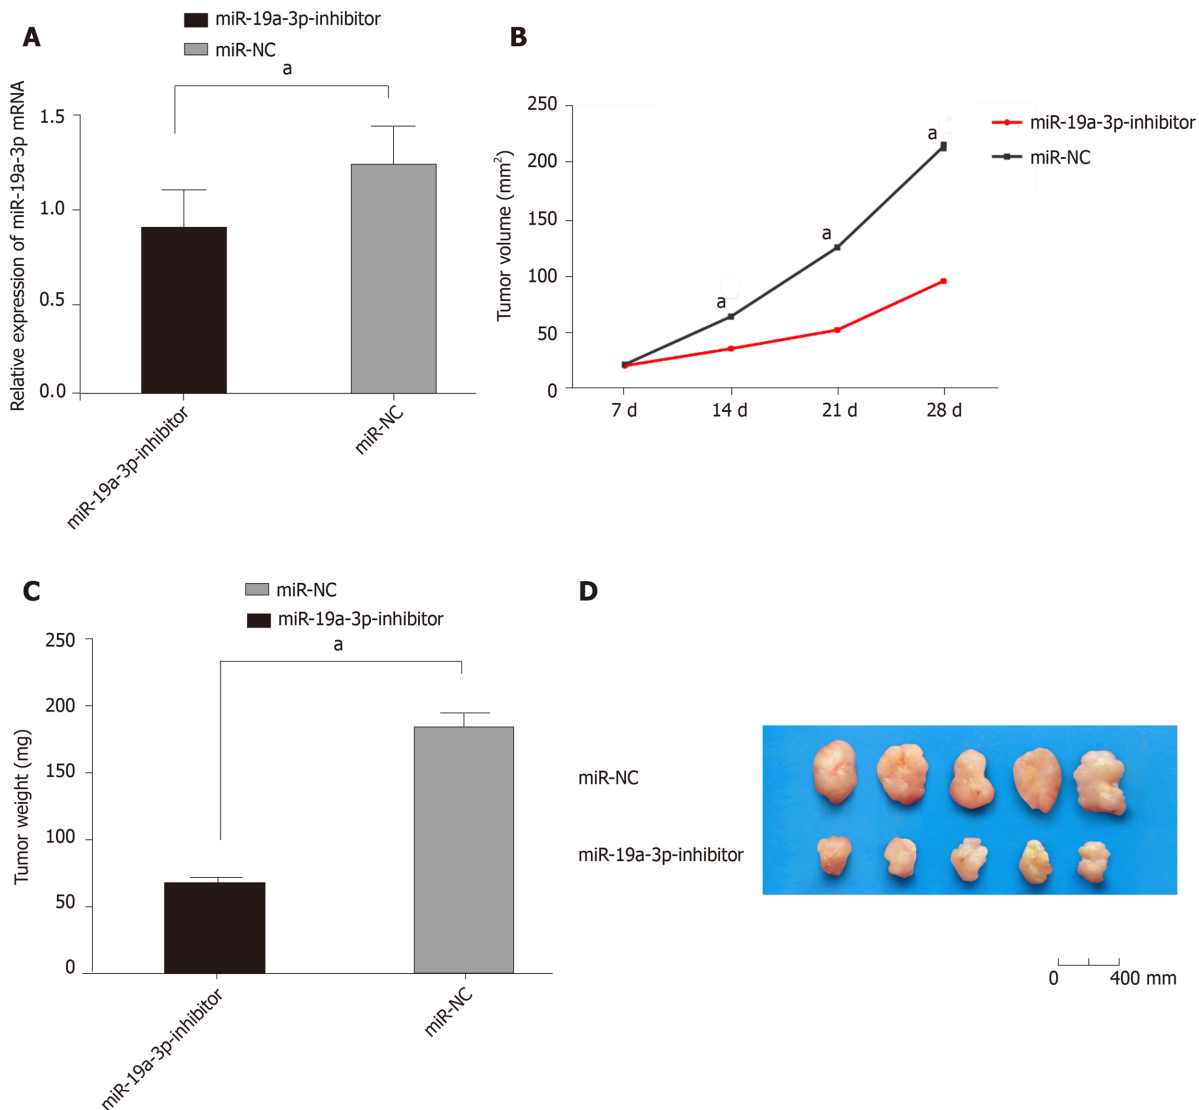 A
miR-19a-3p-inhibitor
miR-NC
a
Relative expression of miR-19a-3p mRNA
1.5
1.0
0.5
0.0
miR-19a-3p-inhibitor
miR-NC
B
miR-19a-3p-inhibitor
miR-NC
Tumor volume (mm²)
250
200
150
100
50
0
a
a
a
7 d
14 d
21 d
28 d
C
miR-NC
miR-19a-3p-inhibitor
a
Tumor weight (mg)
250
200
150
100
50
0
miR-19a-3p-inhibitor
miR-NC
D
miR-NC
miR-19a-3p-inhibitor
0 400 mm